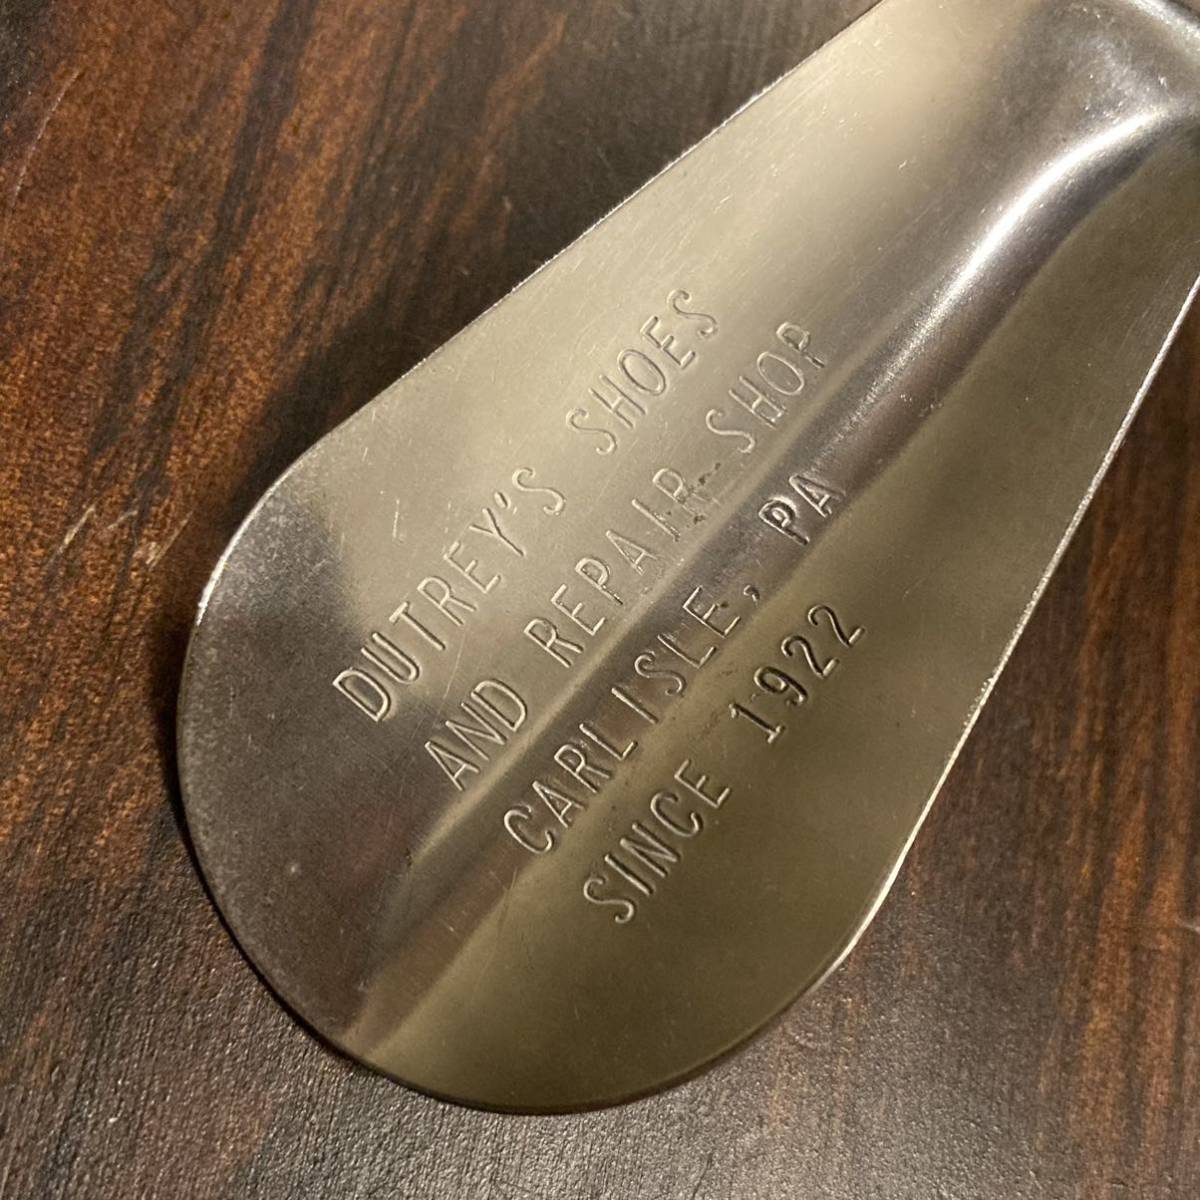 DUTREY'S SHOES
AND REPAIR SHOP
CARLISLE, PA
SINCE 1922